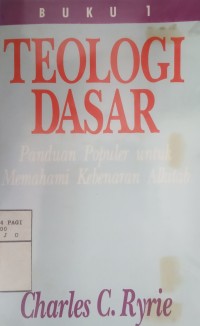 BUKU 1
TEOLOGI
DASAR
Panduan Populer untuk
Memahami Kebenaran Alkitab
Charles C. Ryrie